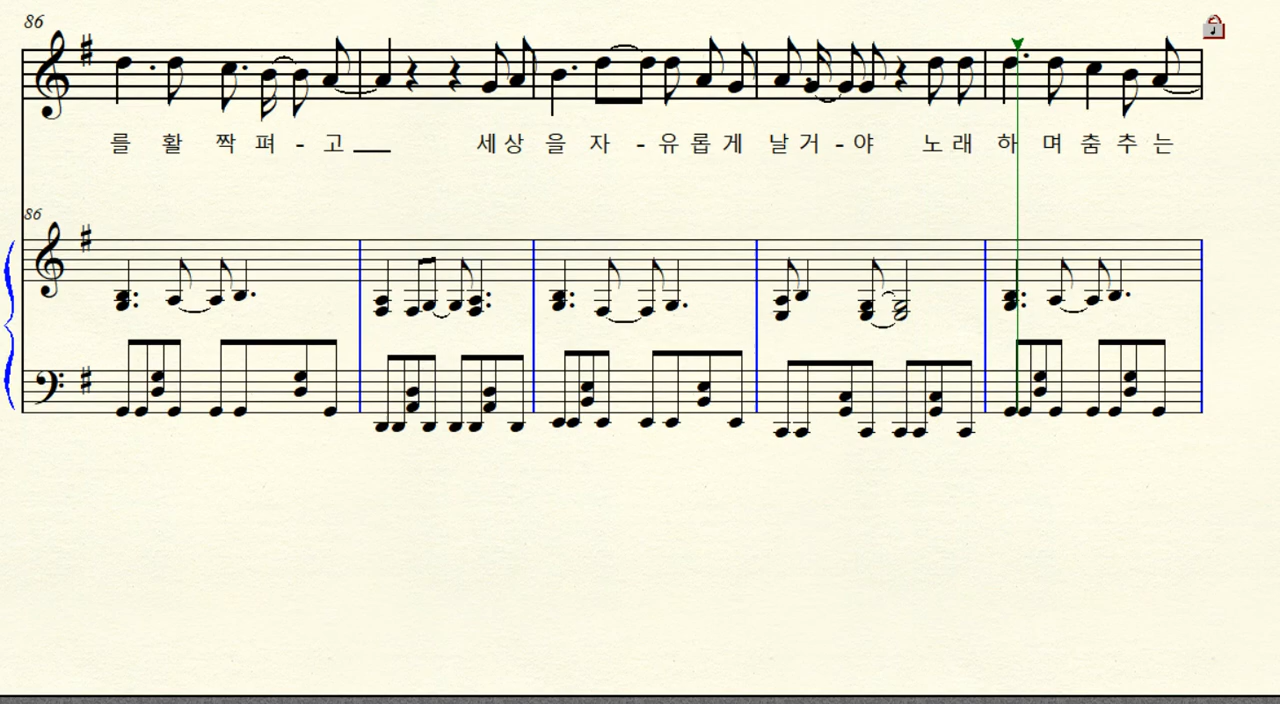 86
를 활 짝 펴 - 고 세 상 을 자 - 유 롭 게 날 거 - 야 노 래 하 며 춤 추 는
86